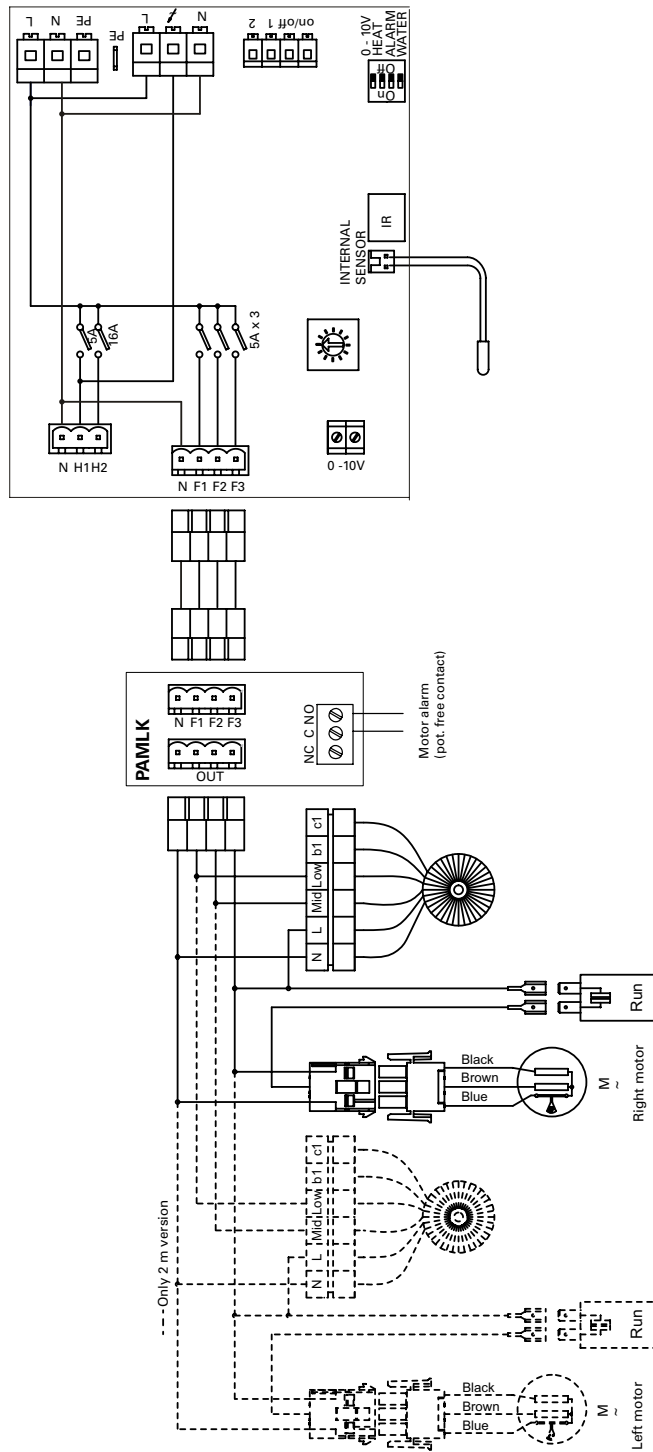 L
N
PE
PE
L
N
2
1
on/off
0 - 10V
HEAT
ALARM
WATER
Off
On
INTERNAL
SENSOR
IR
5A
16A
5A x 3
N H1H2
N F1 F2 F3
0 -10V
PAMLK
N F1 F2 F3
OUT
NC C NO
Motor alarm
(pot. free contact)
N L Mid Low b1 c1
Run
Black
Brown
Blue
M
~
Right motor
Only 2 m version
N L Mid Low b1 c1
Run
Black
Brown
Blue
M
~
Left motor